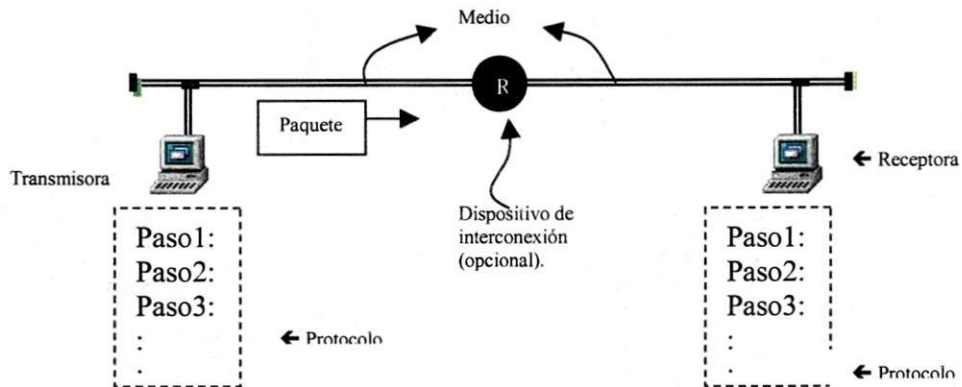 Medio
R
Paquete
Transmisora
← Receptora
Dispositivo de
interconexión
(opcional).
Paso1:
Paso2:
Paso3:
:
:
← Protocolo
Paso1:
Paso2:
Paso3:
:
:
← Protocolo